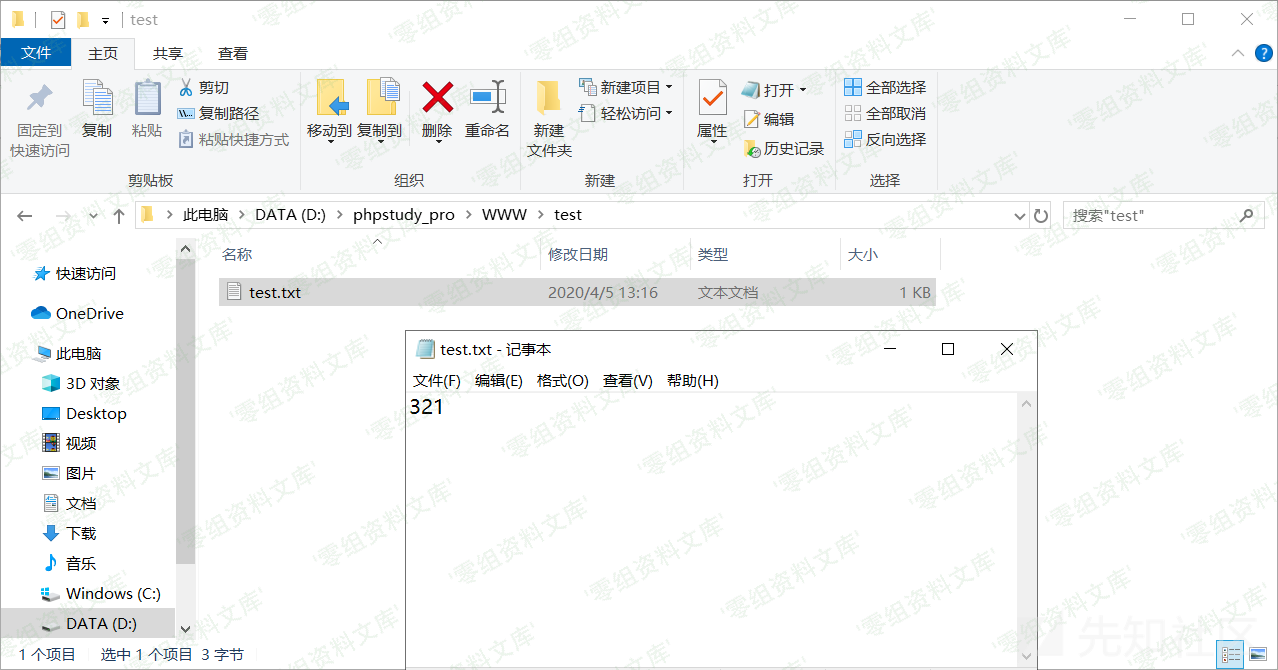 test
文件 主页 共享 查看
固定到
快速访问
复制
粘贴
剪切
复制路径
粘贴快捷方式
剪贴板
移动到 复制到 删除 重命名
组织
新建
文件夹
新建项目
轻松访问
新建
属性
打开
编辑
历史记录
打开
全部选择
全部取消
反向选择
选择
此电脑 > DATA (D:) > phpstudy_pro > WWW > test
搜索"test"
名称 修改日期 类型 大小
test.txt 2020/4/5 13:16 文本文档 1 KB
快速访问
OneDrive
此电脑
3D 对象
Desktop
视频
图片
文档
下载
音乐
Windows (C:)
DATA (D:)
test.txt - 记事本
文件(F) 编辑(E) 格式(O) 查看(V) 帮助(H)
321
1 个项目 选中 1 个项目 3 字节
零组资料文库
先知社区